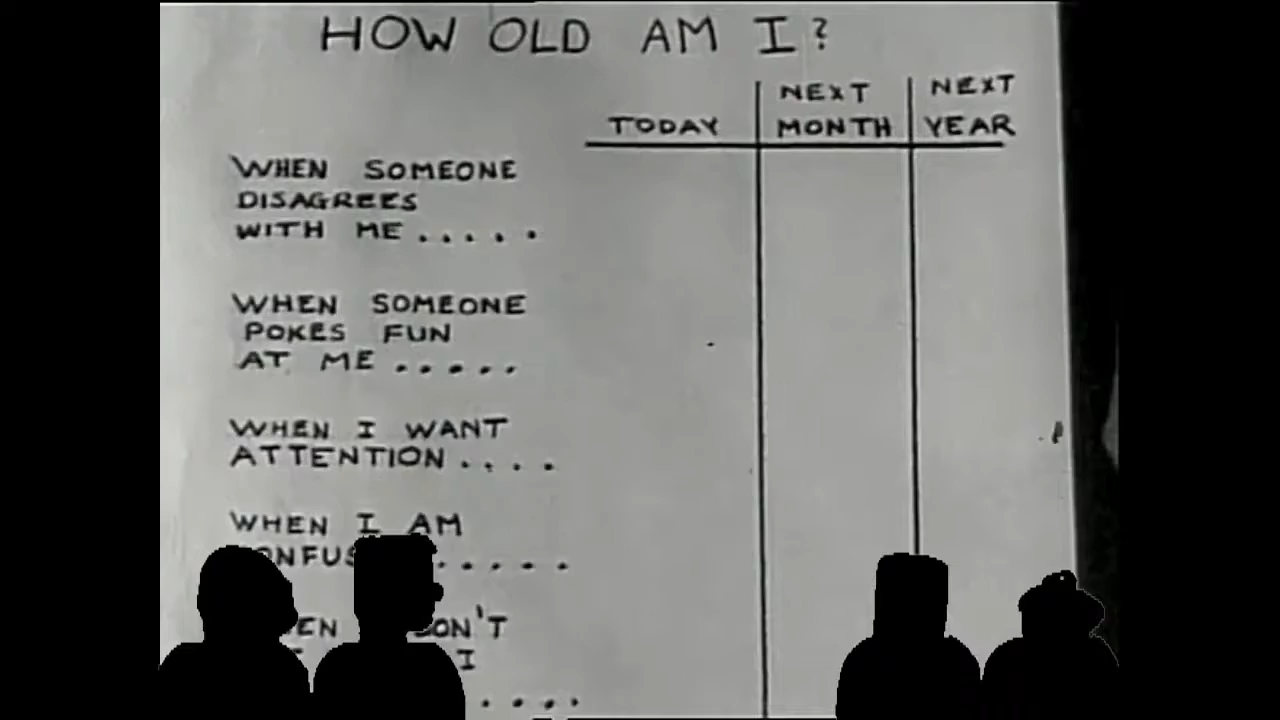 HOW OLD AM I?
TODAY
NEXT MONTH
NEXT YEAR
WHEN SOMEONE
DISAGREES
WITH ME.....
WHEN SOMEONE
POKES FUN
AT ME.....
WHEN I WANT
ATTENTION....
WHEN I AM
I